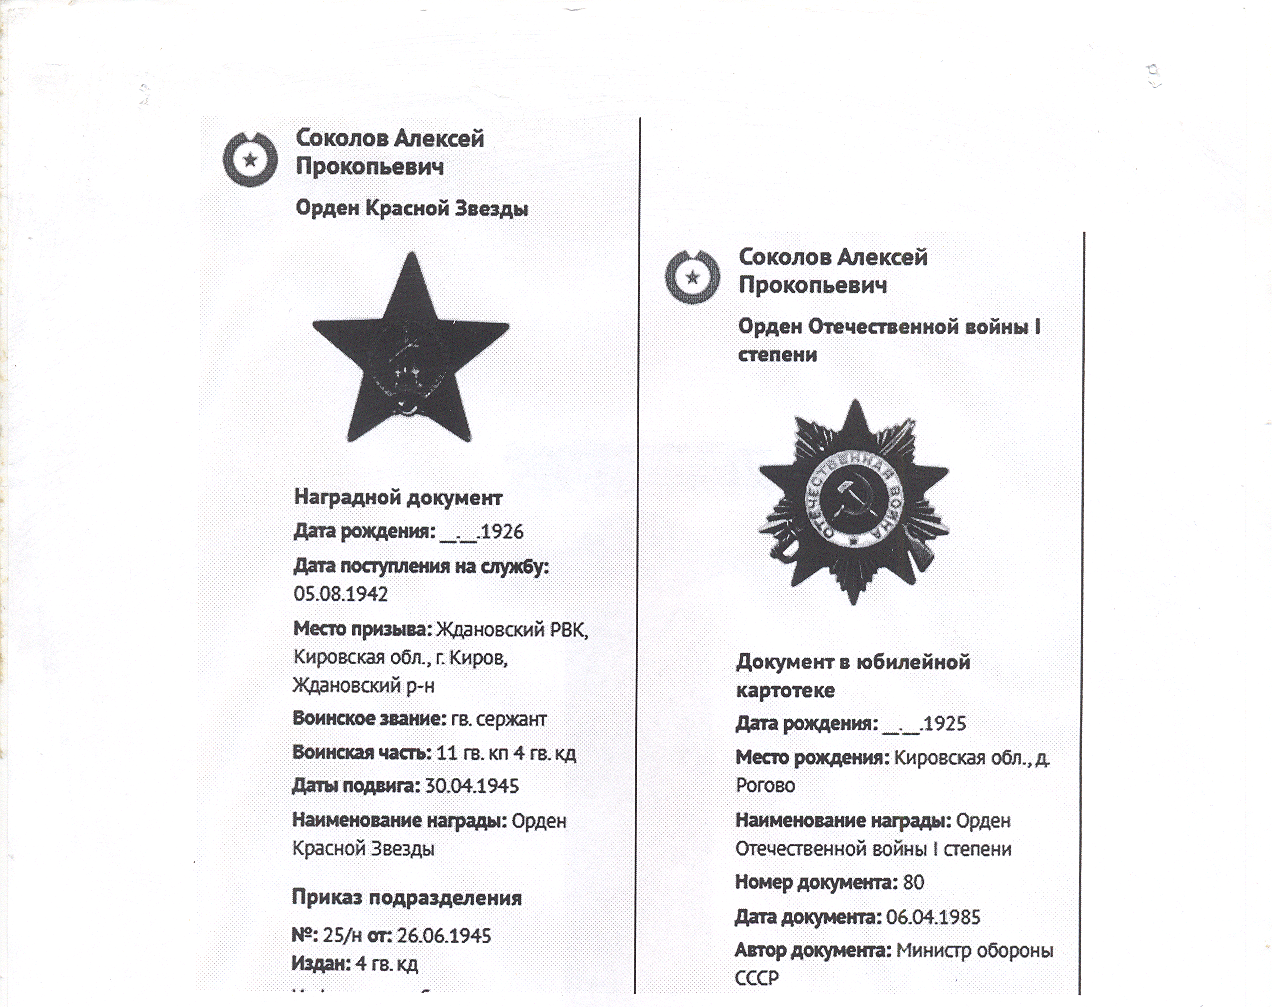 Соколов Алексей
Прокопьевич
Орден Красной Звезды
Наградной документ
Дата рождения: __.__.1926
Дата поступления на службу:
05.08.1942
Место призыва: Ждановский РВК,
Кировская обл., г. Киров,
Ждановский р-н
Воинское звание: гв. сержант
Воинская часть: 11 гв. кп 4 гв. кд
Даты подвига: 30.04.1945
Наименование награды: Орден
Красной Звезды
Приказ подразделения
№: 25/н от: 26.06.1945
Издан: 4 гв. кд
Соколов Алексей
Прокопьевич
Орден Отечественной войны I
степени
ОТЕЧЕСТВЕННАЯ ВОЙНА
Документ в юбилейной
картотеке
Дата рождения: __.__.1925
Место рождения: Кировская обл., д.
Рогово
Наименование награды: Орден
Отечественной войны I степени
Номер документа: 80
Дата документа: 06.04.1985
Автор документа: Министр обороны
СССР